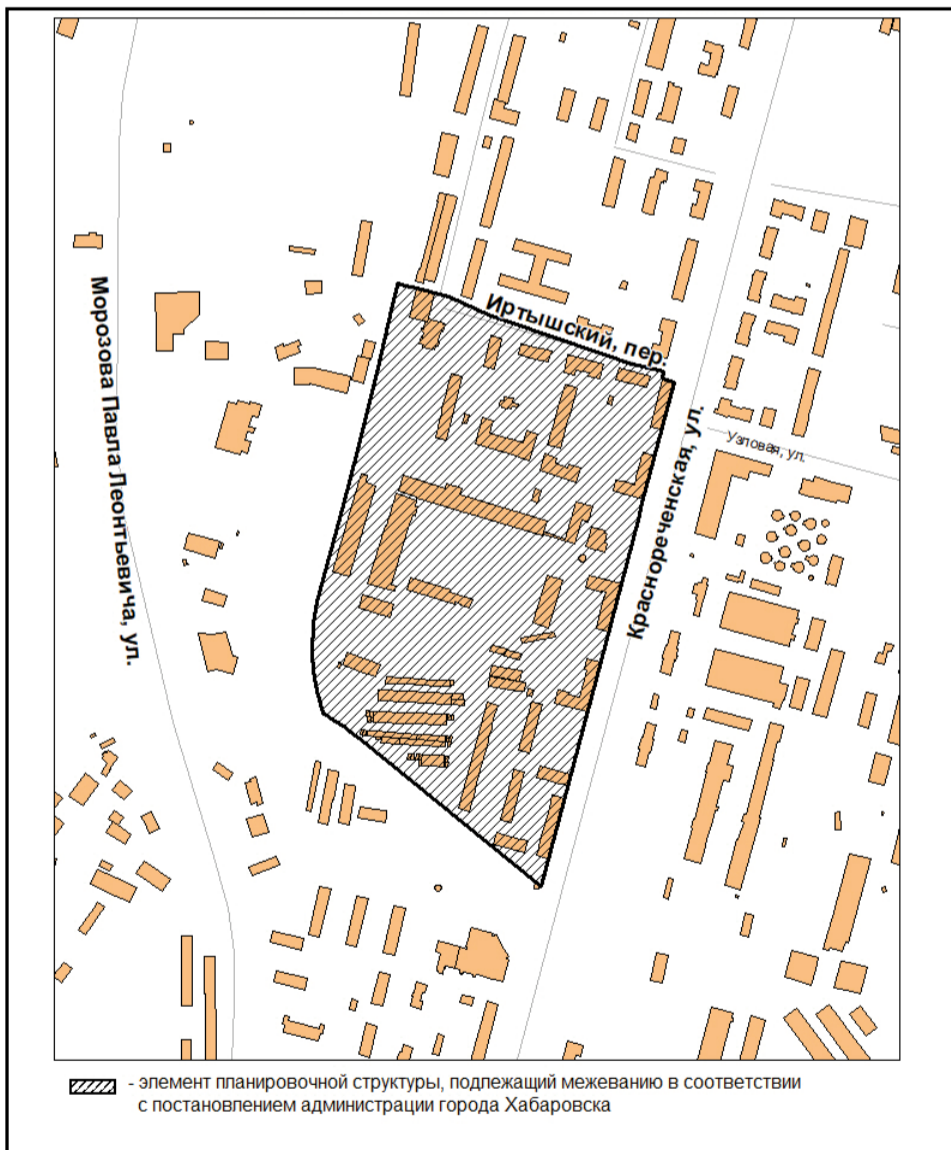 Иртышский, пер.
Морозова Павла Леонтьевича, ул.
Краснореченская, ул.
Узловая, ул.
- элемент планировочной структуры, подлежащий межеванию в соответствии
с постановлением администрации города Хабаровска